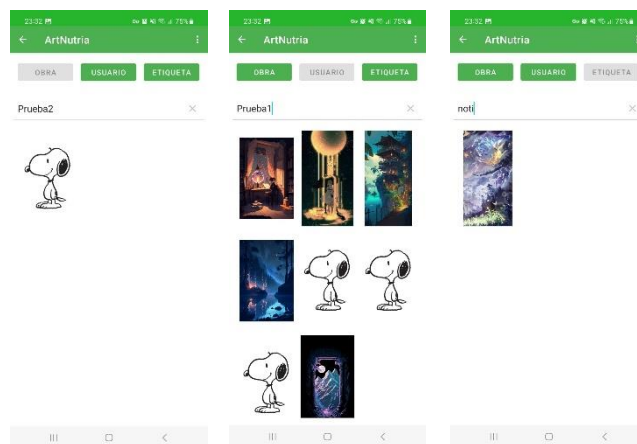 23:32 75%
ArtNutria
OBRA USUARIO ETIQUETA
Prueba2
23:32 75%
ArtNutria
OBRA USUARIO ETIQUETA
Prueba1
23:32 75%
ArtNutria
OBRA USUARIO ETIQUETA
noti